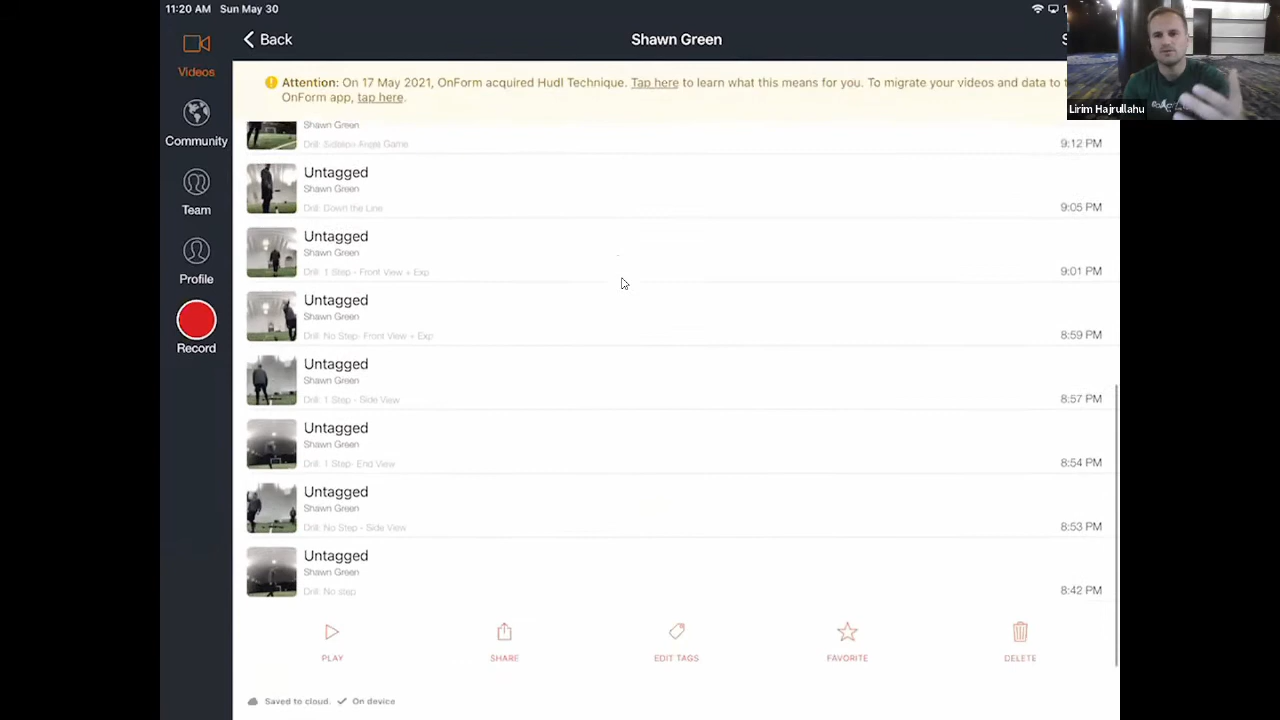 11:20 AM Sun May 30
Videos
Community
Team
Profile
Record
Back
Shawn Green
Attention: On 17 May 2021, OnForm acquired Hudl Technique. Tap here to learn what this means for you. To migrate your videos and data to
OnForm app, tap here.
Shawn Green
Drill: Sideline Angle Game
9:12 PM
Untagged
Shawn Green
Drill: Down the Line
9:05 PM
Untagged
Shawn Green
Drill: 1 Step - Front View + Exp
9:01 PM
Untagged
Shawn Green
Drill: No Step- Front View + Exp
8:59 PM
Untagged
Shawn Green
Drill: 1 Step - Side View
8:57 PM
Untagged
Shawn Green
Drill: 1 Step- End View
8:54 PM
Untagged
Shawn Green
Drill: No Step - Side View
8:53 PM
Untagged
Shawn Green
Drill: No step
8:42 PM
PLAY
SHARE
EDIT TAGS
FAVORITE
DELETE
Saved to cloud. On device
Lirim Hajrullahu